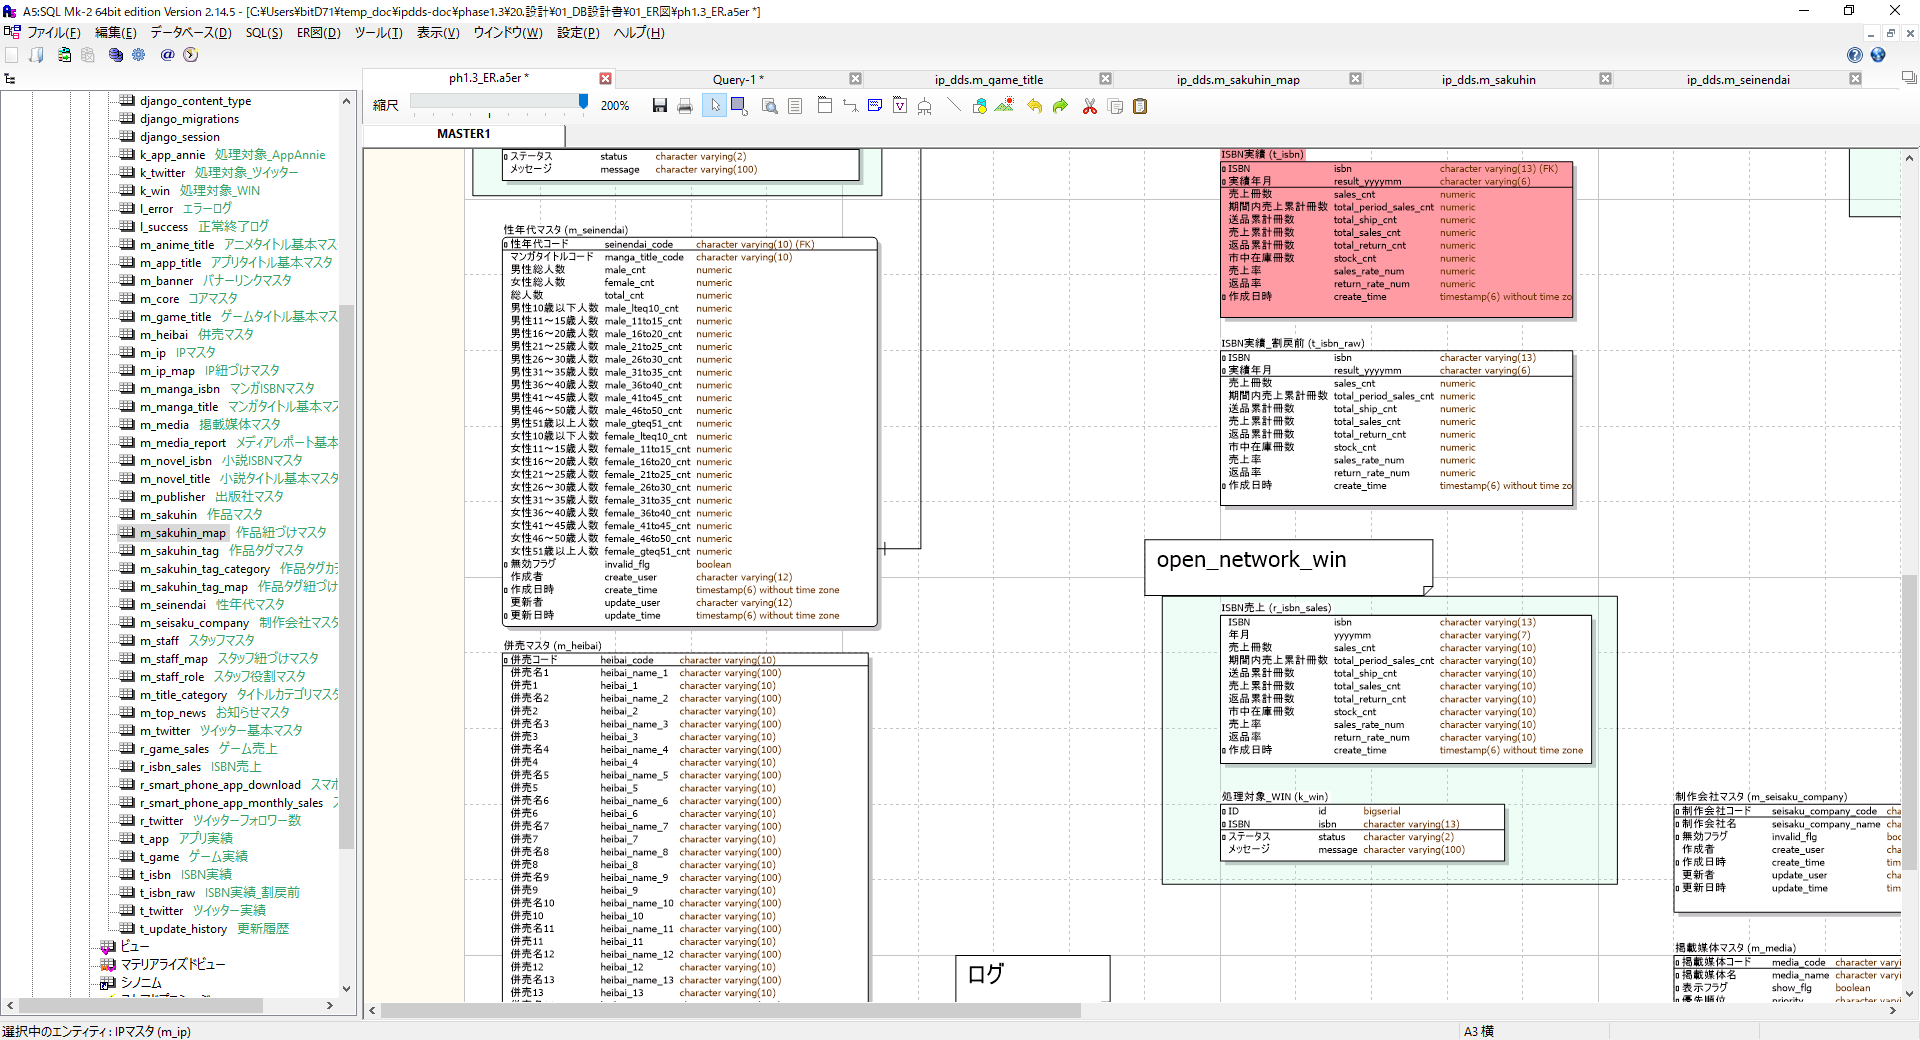 A5:SQL Mk-2 64bit edition Version 2.14.5 - [C:¥Users¥bitD71¥temp_doc¥ipdds-doc¥phase1.3¥20.設計¥01_DB設計書¥01_ER図¥ph1.3_ER.a5er *]
ファイル(F) 編集(E) データベース(D) SQL(S) ER図(D) ツール(T) 表示(V) ウインドウ(W) 設定(P) ヘルプ(H)
ph1.3_ER.a5er * Query-1 * ip_dds.m_game_title ip_dds.m_sakuhin_map ip_dds.m_sakuhin ip_dds.m_seinendai
縮尺 200%
MASTER1
django_content_type
django_migrations
django_session
k_app_annie 処理対象_AppAnnie
k_twitter 処理対象_ツイッター
k_win 処理対象_WIN
l_error エラーログ
l_success 正常終了ログ
m_anime_title アニメタイトル基本マス
m_app_title アプリタイトル基本マスタ
m_banner バナーリンクマスタ
m_core コアマスタ
m_game_title ゲームタイトル基本マス
m_heibai 併売マスタ
m_ip IPマスタ
m_ip_map IP紐づけマスタ
m_manga_isbn マンガISBNマスタ
m_manga_title マンガタイトル基本マス
m_media 掲載媒体マスタ
m_media_report メディアレポート基本
m_novel_isbn 小説ISBNマスタ
m_novel_title 小説タイトル基本マスタ
m_publisher 出版社マスタ
m_sakuhin 作品マスタ
m_sakuhin_map 作品紐づけマスタ
m_sakuhin_tag 作品タグマスタ
m_sakuhin_tag_category 作品タグカラ
m_sakuhin_tag_map 作品タグ紐づけ
m_seinendai 性年代マスタ
m_seisaku_company 制作会社マスタ
m_staff スタッフマスタ
m_staff_map スタッフ紐づけマスタ
m_staff_role スタッフ役割マスタ
m_title_category タイトルカテゴリマスタ
m_top_news お知らせマスタ
m_twitter ツイッター基本マスタ
r_game_sales ゲーム売上
r_isbn_sales ISBN売上
r_smart_phone_app_download スマホ
r_smart_phone_app_monthly_sales
r_twitter ツイッターフォロワー数
t_app アプリ実績
t_game ゲーム実績
t_isbn ISBN実績
t_isbn_raw ISBN実績_割戻前
t_twitter ツイッター実績
t_update_history 更新履歴
ビュー
マテリアライズドビュー
シノニム
ステータス status character varying(2)
メッセージ message character varying(100)
性年代マスタ (m_seinendai)
性年代コード seinendai_code character varying(10) (FK)
マンガタイトルコード manga_title_code character varying(10)
男性総人数 male_cnt numeric
女性総人数 female_cnt numeric
総人数 total_cnt numeric
男性10歳以下人数 male_lteq10_cnt numeric
男性11～15歳人数 male_11to15_cnt numeric
男性16～20歳人数 male_16to20_cnt numeric
男性21～25歳人数 male_21to25_cnt numeric
男性26～30歳人数 male_26to30_cnt numeric
男性31～35歳人数 male_31to35_cnt numeric
男性36～40歳人数 male_36to40_cnt numeric
男性41～45歳人数 male_41to45_cnt numeric
男性46～50歳人数 male_46to50_cnt numeric
男性51歳以上人数 male_gteq51_cnt numeric
女性10歳以下人数 female_lteq10_cnt numeric
女性11～15歳人数 female_11to15_cnt numeric
女性16～20歳人数 female_16to20_cnt numeric
女性21～25歳人数 female_21to25_cnt numeric
女性26～30歳人数 female_26to30_cnt numeric
女性31～35歳人数 female_31to35_cnt numeric
女性36～40歳人数 female_36to40_cnt numeric
女性41～45歳人数 female_41to45_cnt numeric
女性46～50歳人数 female_46to50_cnt numeric
女性51歳以上人数 female_gteq51_cnt numeric
無効フラグ invalid_flg boolean
作成者 create_user character varying(12)
作成日時 create_time timestamp(6) without time zone
更新者 update_user character varying(12)
更新日時 update_time timestamp(6) without time zone
併売マスタ (m_heibai)
併売コード heibai_code character varying(10)
併売名1 heibai_name_1 character varying(100)
併売1 heibai_1 character varying(10)
併売名2 heibai_name_2 character varying(100)
併売2 heibai_2 character varying(10)
併売名3 heibai_name_3 character varying(100)
併売3 heibai_3 character varying(10)
併売名4 heibai_name_4 character varying(100)
併売4 heibai_4 character varying(10)
併売名5 heibai_name_5 character varying(100)
併売5 heibai_5 character varying(10)
併売名6 heibai_name_6 character varying(100)
併売6 heibai_6 character varying(10)
併売名7 heibai_name_7 character varying(100)
併売7 heibai_7 character varying(10)
併売名8 heibai_name_8 character varying(100)
併売8 heibai_8 character varying(10)
併売名9 heibai_name_9 character varying(100)
併売9 heibai_9 character varying(10)
併売名10 heibai_name_10 character varying(100)
併売10 heibai_10 character varying(10)
併売名11 heibai_name_11 character varying(100)
併売11 heibai_11 character varying(10)
併売名12 heibai_name_12 character varying(100)
併売12 heibai_12 character varying(10)
併売名13 heibai_name_13 character varying(100)
併売13 heibai_13 character varying(10)
ISBN実績 (t_isbn)
ISBN isbn character varying(13) (FK)
実績年月 result_yyyymm character varying(6)
売上冊数 sales_cnt numeric
期間内売上累計冊数 total_period_sales_cnt numeric
送品累計冊数 total_ship_cnt numeric
売上累計冊数 total_sales_cnt numeric
返品累計冊数 total_return_cnt numeric
市中在庫冊数 stock_cnt numeric
売上率 sales_rate_num numeric
返品率 return_rate_num numeric
作成日時 create_time timestamp(6) without time zo
ISBN実績_割戻前 (t_isbn_raw)
ISBN isbn character varying(13)
実績年月 result_yyyymm character varying(6)
売上冊数 sales_cnt numeric
期間内売上累計冊数 total_period_sales_cnt numeric
送品累計冊数 total_ship_cnt numeric
売上累計冊数 total_sales_cnt numeric
返品累計冊数 total_return_cnt numeric
市中在庫冊数 stock_cnt numeric
売上率 sales_rate_num numeric
返品率 return_rate_num numeric
作成日時 create_time timestamp(6) without time zo
open_network_win
ISBN売上 (r_isbn_sales)
ISBN isbn character varying(13)
年月 yyyymm character varying(7)
売上冊数 sales_cnt character varying(10)
期間内売上累計冊数 total_period_sales_cnt character varying(10)
送品累計冊数 total_ship_cnt character varying(10)
売上累計冊数 total_sales_cnt character varying(10)
返品累計冊数 total_return_cnt character varying(10)
市中在庫冊数 stock_cnt character varying(10)
売上率 sales_rate_num character varying(10)
返品率 return_rate_num character varying(10)
作成日時 create_time timestamp(6) without time zone
処理対象_WIN (k_win)
ID id bigserial
ISBN isbn character varying(13)
ステータス status character varying(2)
メッセージ message character varying(100)
ログ
制作会社マスタ (m_seisaku_company)
制作会社コード seisaku_company_code cha
制作会社名 seisaku_company_name cha
無効フラグ invalid_flg boo
作成者 create_user cha
作成日時 create_time tim
更新者 update_user cha
更新日時 update_time tim
掲載媒体マスタ (m_media)
掲載媒体コード media_code character varyi
掲載媒体名 media_name character varyi
表示フラグ show_flg boolean
優先順位 priority character varyi
選択中のエンティティ : IPマスタ (m_ip)
A3 横